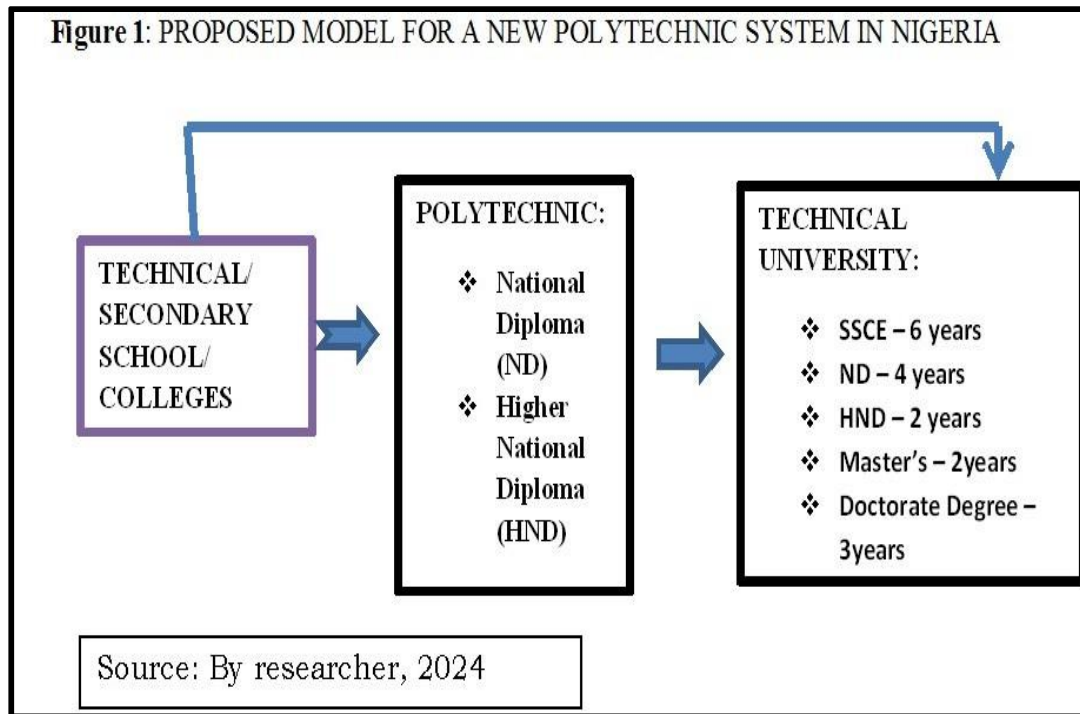 Figure 1: PROPOSED MODEL FOR A NEW POLYTECHNIC SYSTEM IN NIGERIA
TECHNICAL/
SECONDARY
SCHOOL/
COLLEGES
POLYTECHNIC:
❖ National
Diploma
(ND)
❖ Higher
National
Diploma
(HND)
TECHNICAL
UNIVERSITY:
❖ SSCE – 6 years
❖ ND – 4 years
❖ HND – 2 years
❖ Master's – 2years
❖ Doctorate Degree –
3years
Source: By researcher, 2024